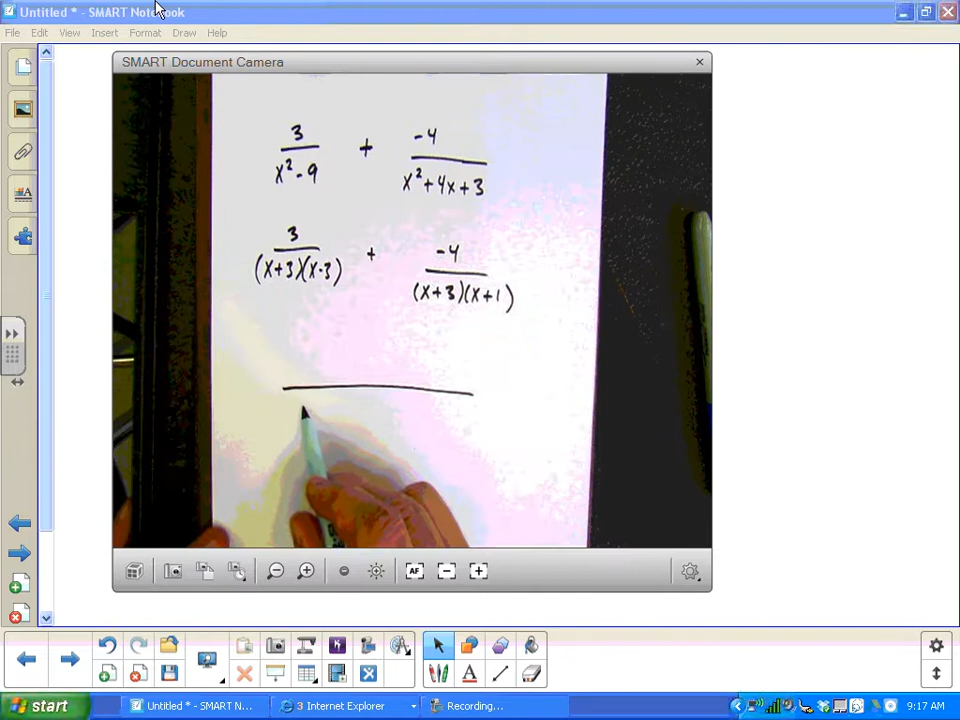 Untitled * - SMART Notebook
File Edit View Insert Format Draw Help
SMART Document Camera
3/(x²-9) + -4/(x²+4x+3)
3/((x+3)(x-3)) + -4/((x+3)(x+1))
AF
start
Untitled * - SMART N...
3 Internet Explorer
Recording...
9:17 AM